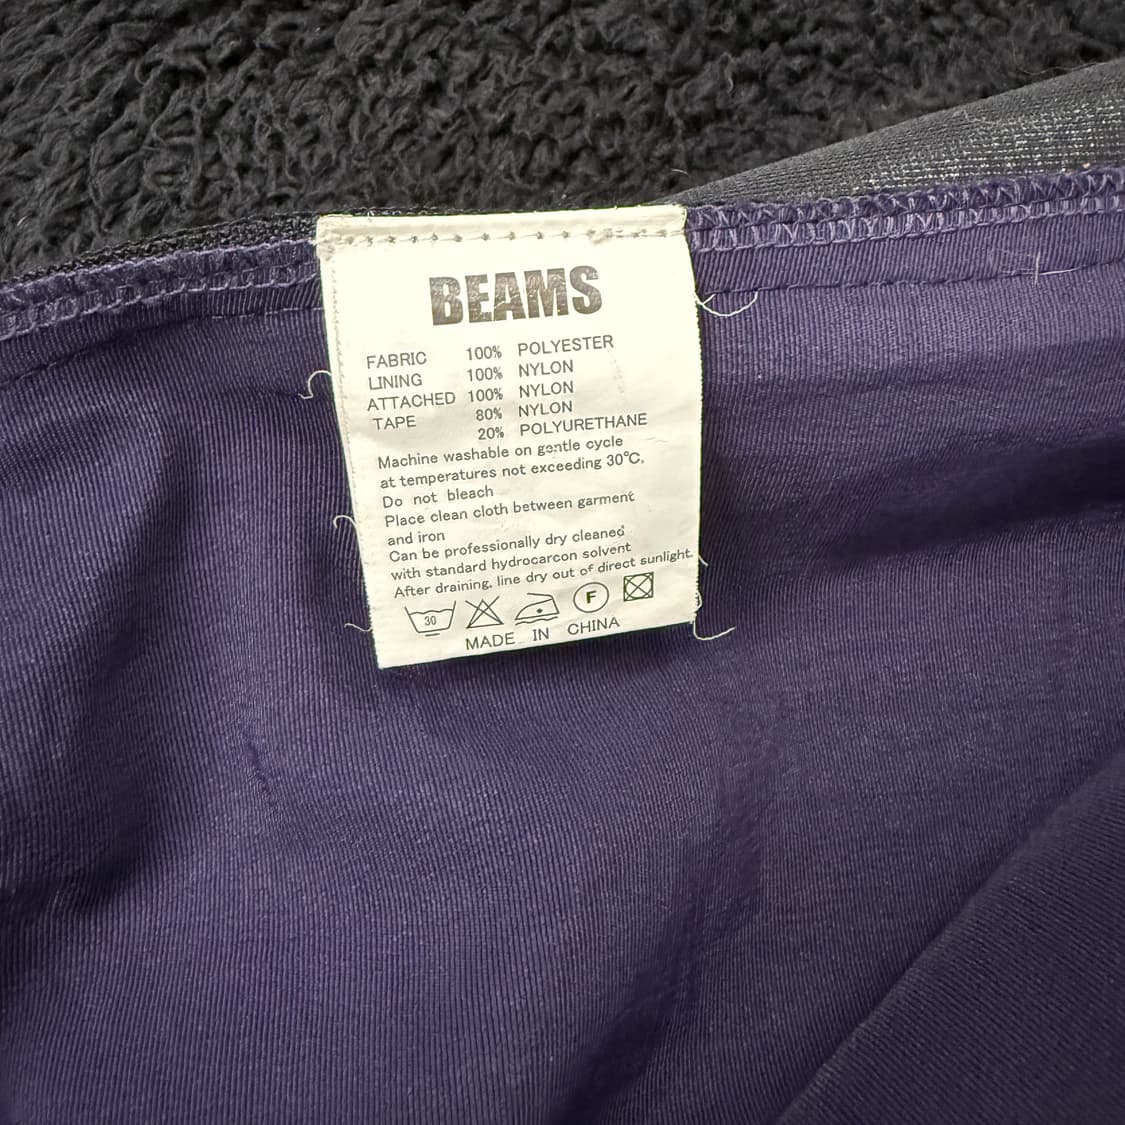 BEAMS
FABRIC 100% POLYESTER
LINING 100% NYLON
ATTACHED 100% NYLON
TAPE 80% NYLON
20% POLYURETHANE
Machine washable on gentle cycle
at temperatures not exceeding 30℃.
Do not bleach
Place clean cloth between garment
and iron
Can be professionally dry cleaned
with standard hydrocarcon solvent
After draining, line dry out of direct sunlight.
30 F
MADE IN CHINA